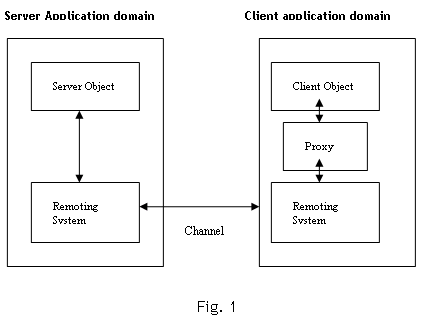 Server Application domain
Client application domain
Server Object
Client Object
Proxy
Remoting
System
Remoting
System
Channel
Fig. 1